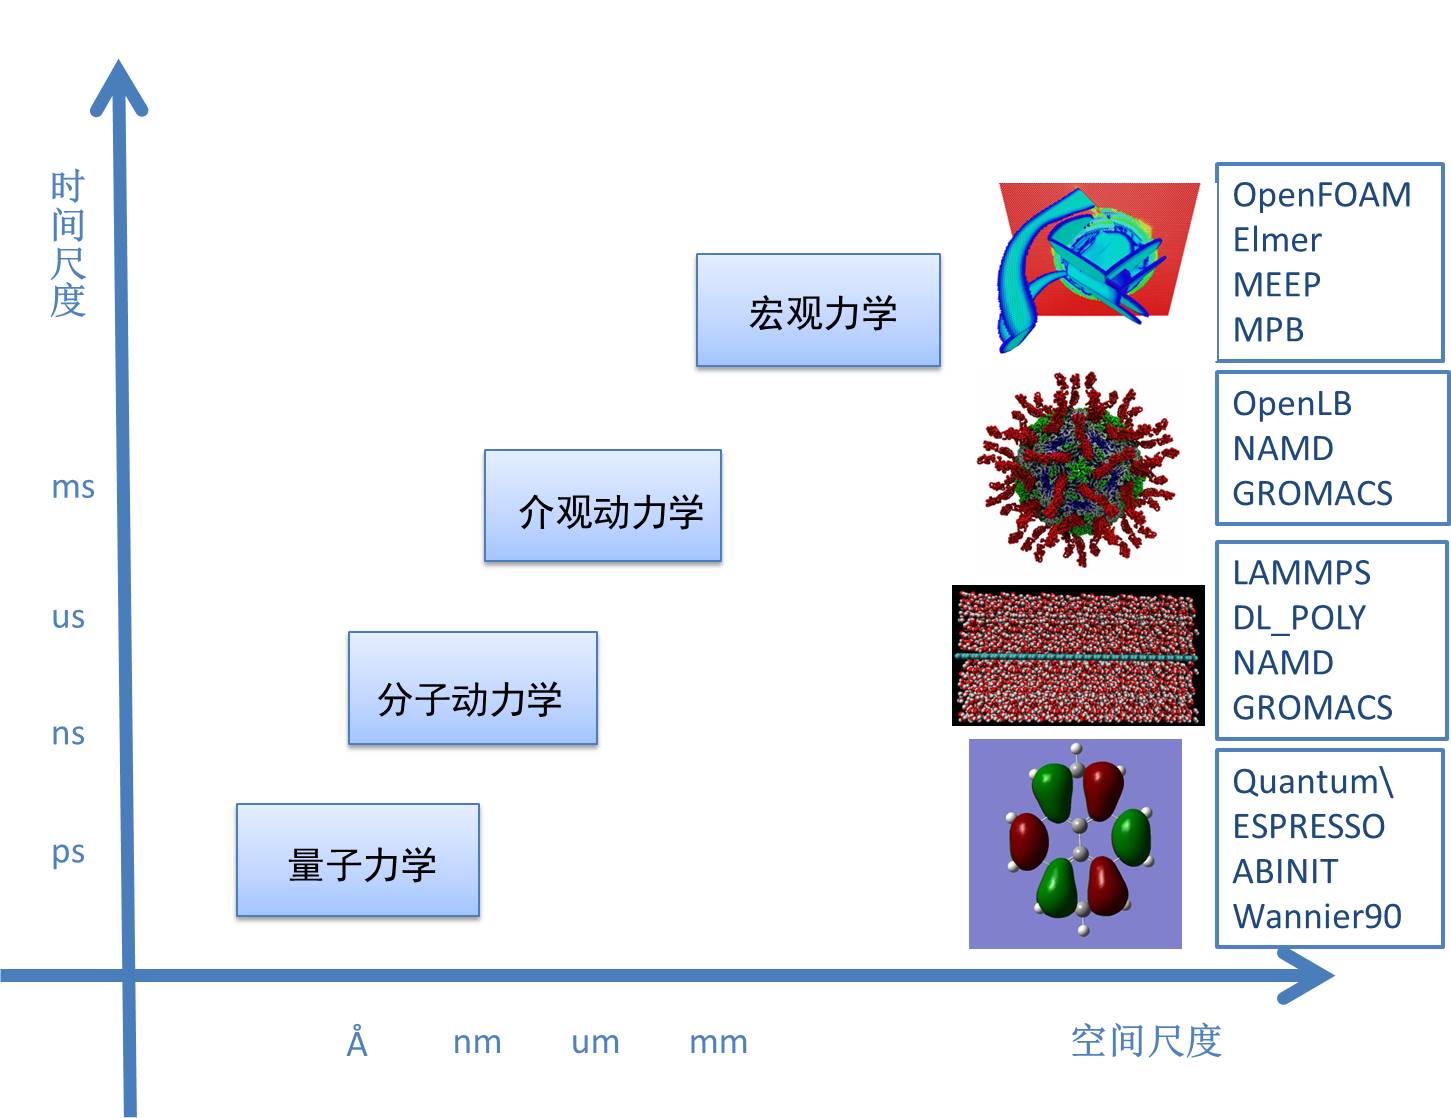 时间尺度
OpenFOAM
Elmer
MEEP
MPB
宏观力学
OpenLB
NAMD
GROMACS
ms
介观动力学
LAMMPS
DL_POLY
NAMD
GROMACS
us
分子动力学
ns
Quantum\
ESPRESSO
ABINIT
Wannier90
ps
量子力学
Å nm um mm 空间尺度